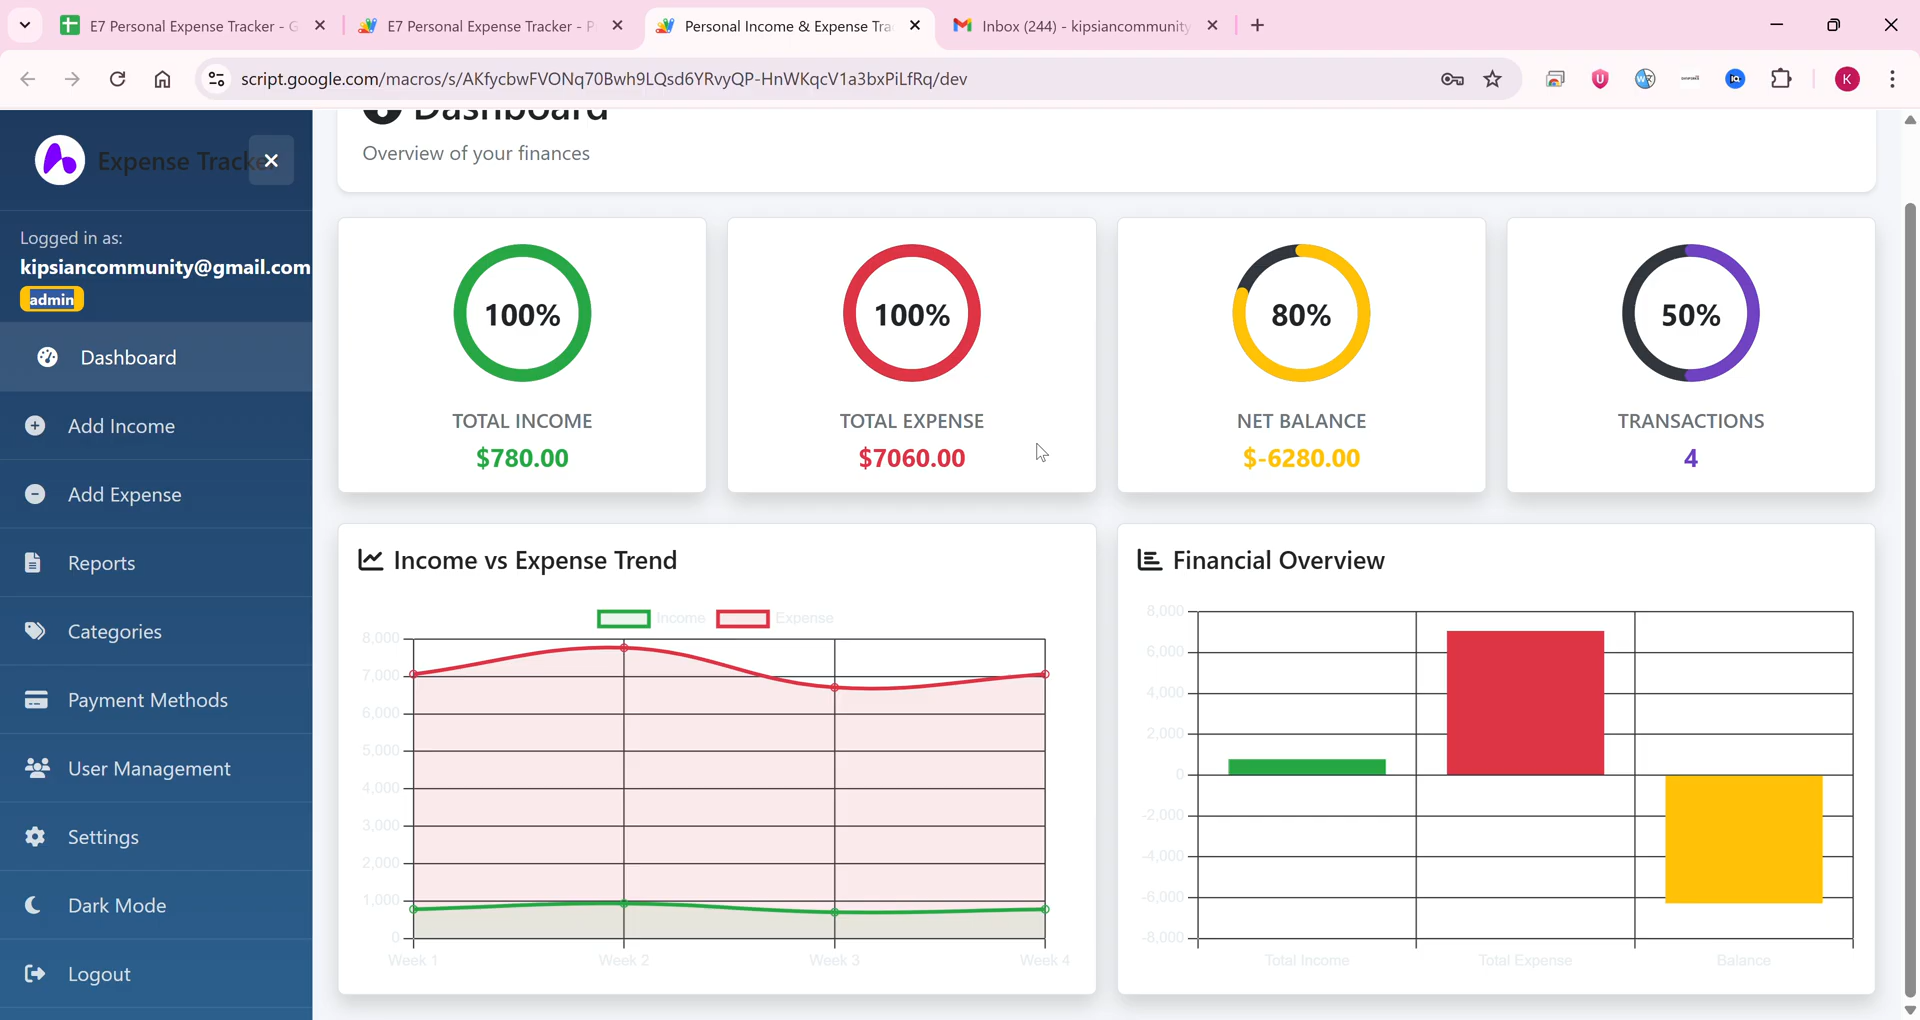 E7 Personal Expense Tracker - G
E7 Personal Expense Tracker - P
Personal Income & Expense Tra
Inbox (244) - kipsiancommunity
script.google.com/macros/s/AKfycbwFVONq70Bwh9LQsd6YRvyQP-HnWKqcV1a3bxPiLfRq/dev
K
Expense Tracke
Logged in as:
kipsiancommunity@gmail.com
admin
Dashboard
Add Income
Add Expense
Reports
Categories
Payment Methods
User Management
Settings
Dark Mode
Logout
Dashboard
Overview of your finances
100%
TOTAL INCOME
$780.00
100%
TOTAL EXPENSE
$7060.00
80%
NET BALANCE
$-6280.00
50%
TRANSACTIONS
4
Income vs Expense Trend
Income Expense
8,000
7,000
6,000
5,000
4,000
3,000
2,000
1,000
0
Week 1 Week 2 Week 3 Week 4
Financial Overview
8,000
6,000
4,000
2,000
0
-2,000
-4,000
-6,000
-8,000
Total Income Total Expense Balance